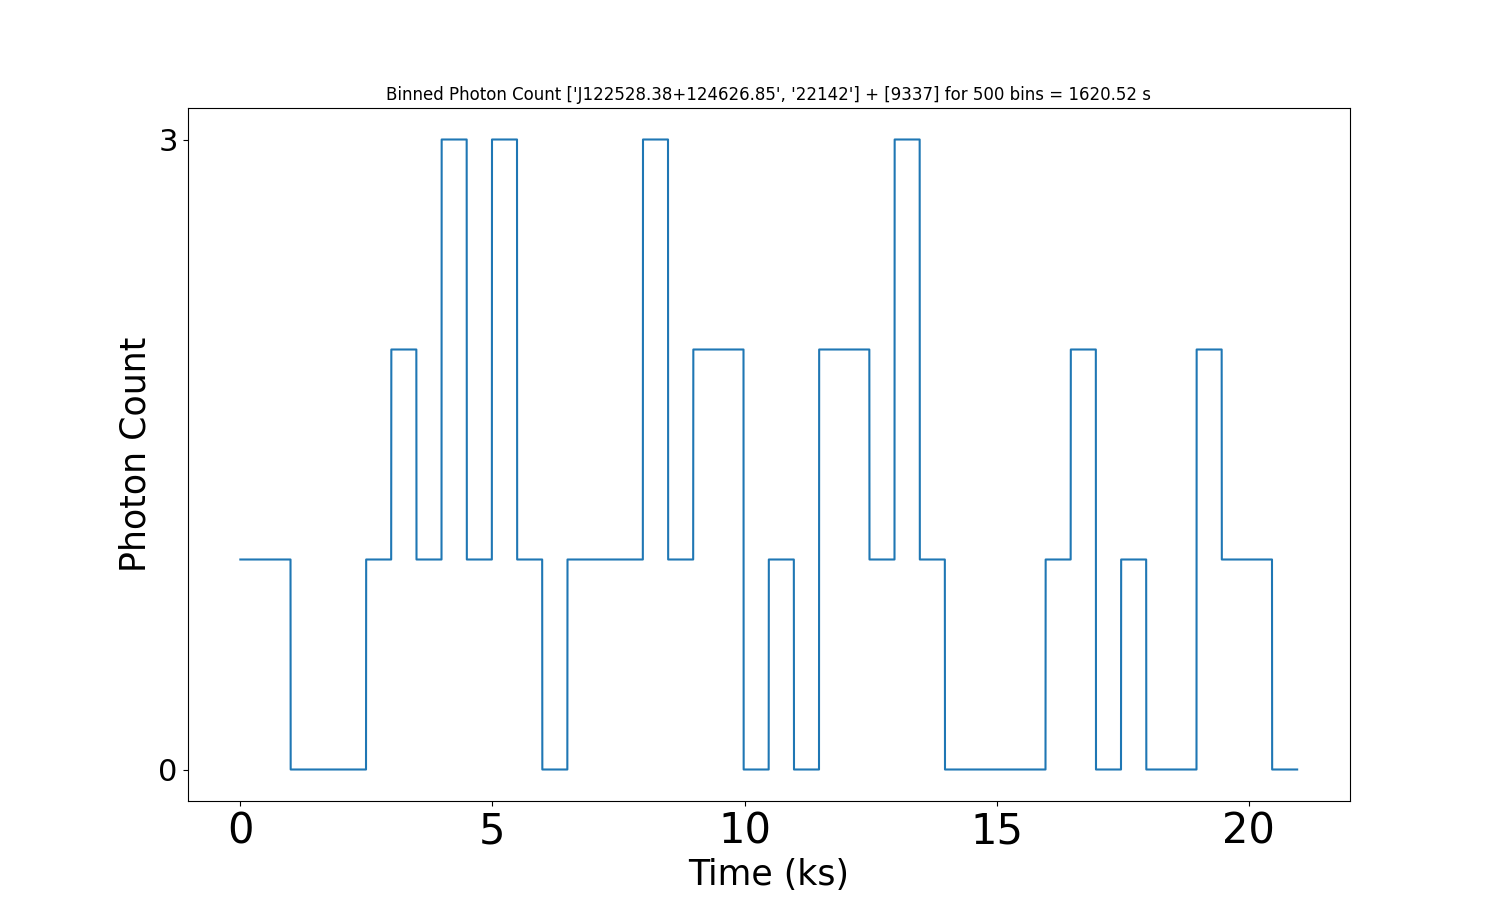 Binned Photon Count ['J122528.38+124626.85', '22142'] + [9337] for 500 bins = 1620.52 s
3
Photon Count
0
0 5 10 15 20
Time (ks)